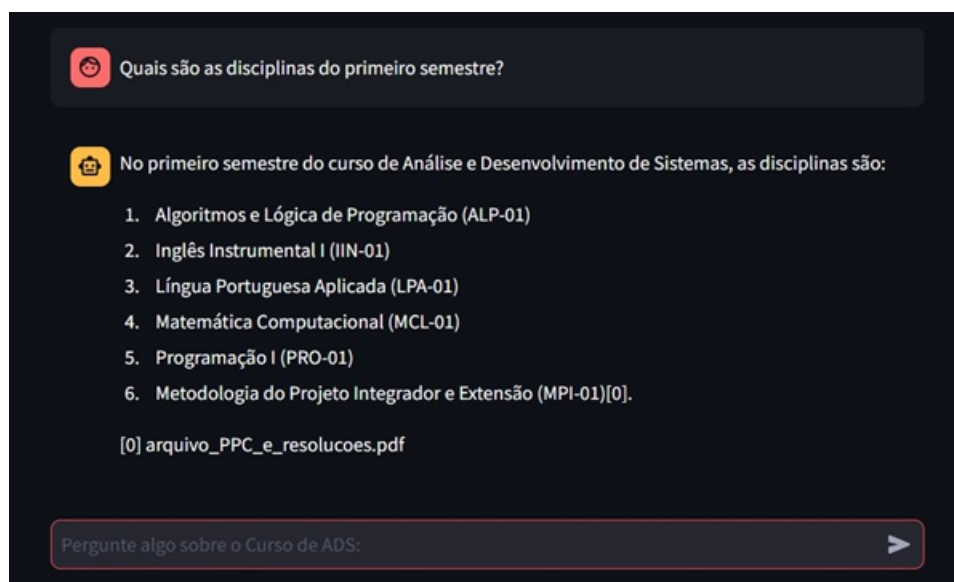 Quais são as disciplinas do primeiro semestre?
No primeiro semestre do curso de Análise e Desenvolvimento de Sistemas, as disciplinas são:
1. Algoritmos e Lógica de Programação (ALP-01)
2. Inglês Instrumental I (IIN-01)
3. Língua Portuguesa Aplicada (LPA-01)
4. Matemática Computacional (MCL-01)
5. Programação I (PRO-01)
6. Metodologia do Projeto Integrador e Extensão (MPI-01)[0].
[0] arquivo_PPC_e_resolucoes.pdf
Pergunte algo sobre o Curso de ADS: